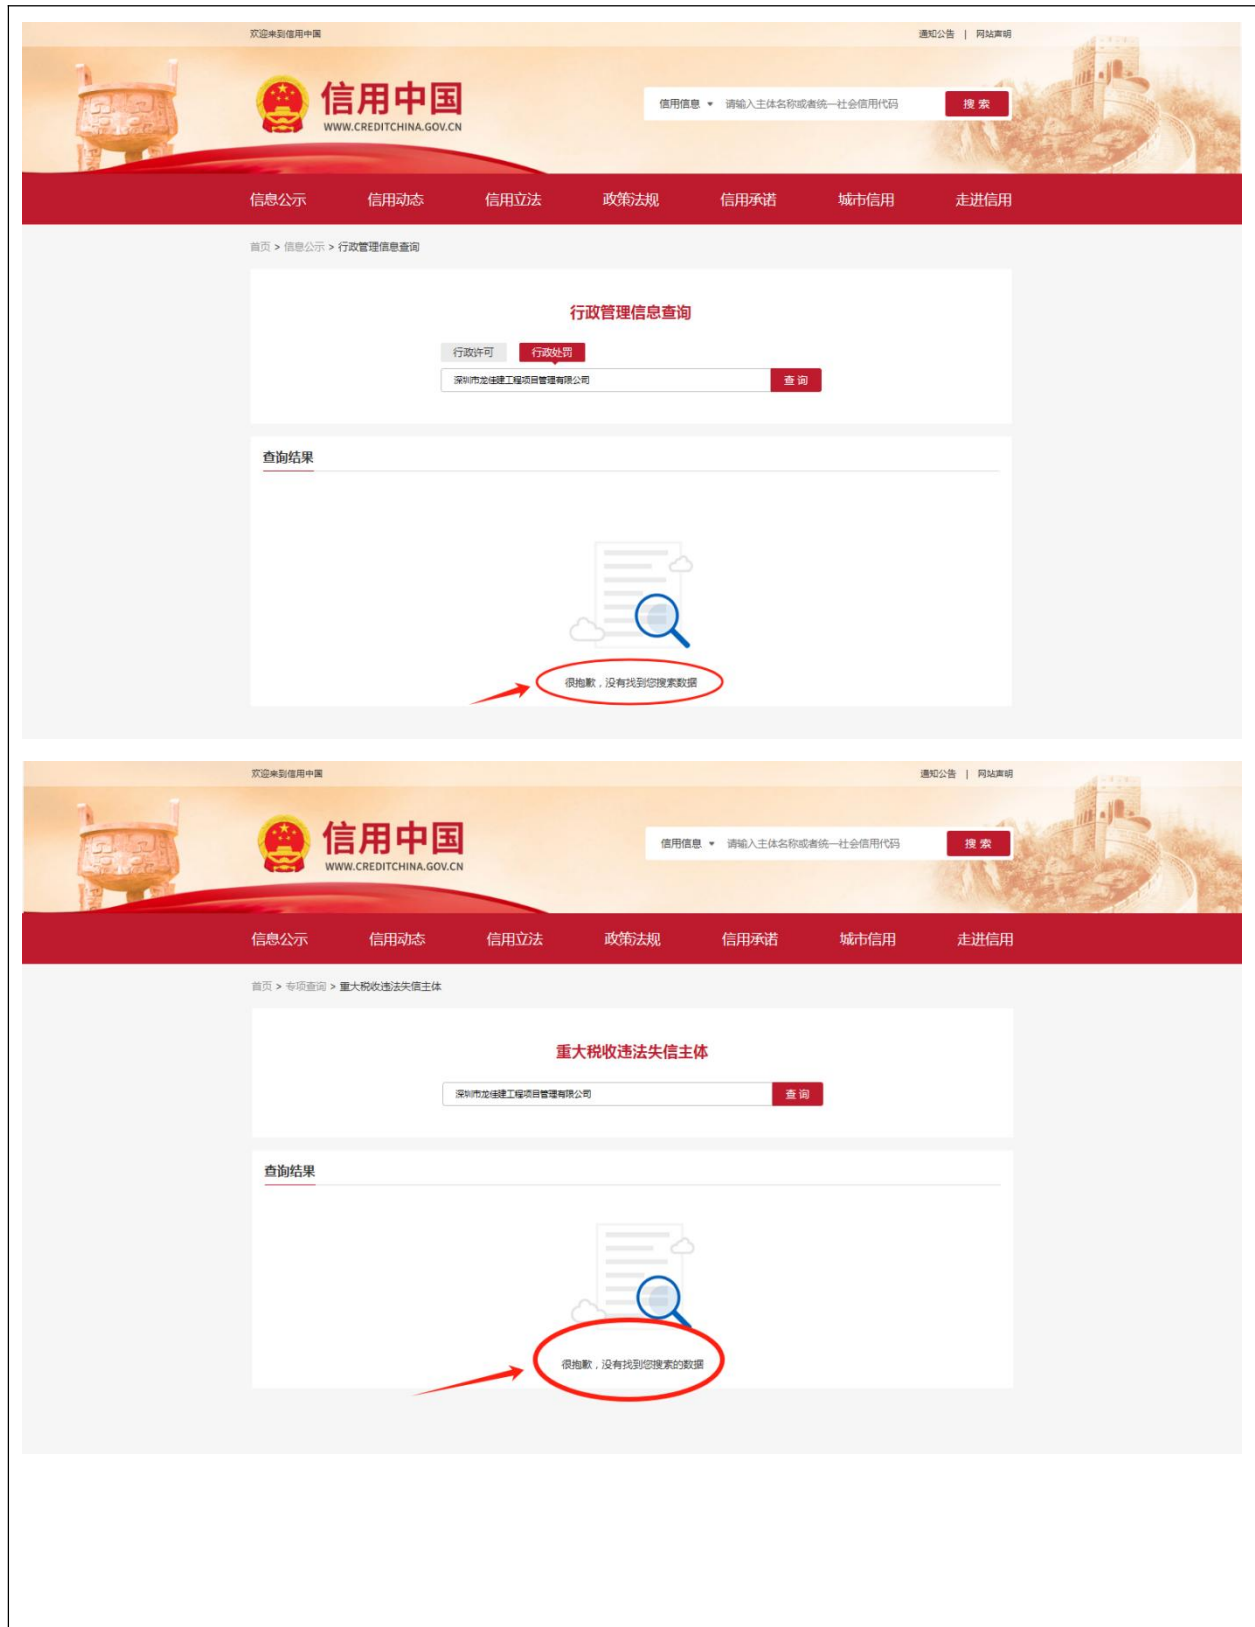 欢迎来到信用中国
通知公告 | 网站声明
信用中国
WWW.CREDITCHINA.GOV.CN
信用信息 请输入主体名称或者统一社会信用代码 搜索
信息公示 信用动态 信用立法 政策法规 信用承诺 城市信用 走进信用
首页 > 信息公示 > 行政管理信息查询
行政管理信息查询
行政许可 行政处罚
深圳市龙佳建工程项目管理有限公司 查询
查询结果
很抱歉，没有找到您搜索数据
欢迎来到信用中国
通知公告 | 网站声明
信用中国
WWW.CREDITCHINA.GOV.CN
信用信息 请输入主体名称或者统一社会信用代码 搜索
信息公示 信用动态 信用立法 政策法规 信用承诺 城市信用 走进信用
首页 > 专项查询 > 重大税收违法失信主体
重大税收违法失信主体
深圳市龙佳建工程项目管理有限公司 查询
查询结果
很抱歉，没有找到您搜索的数据